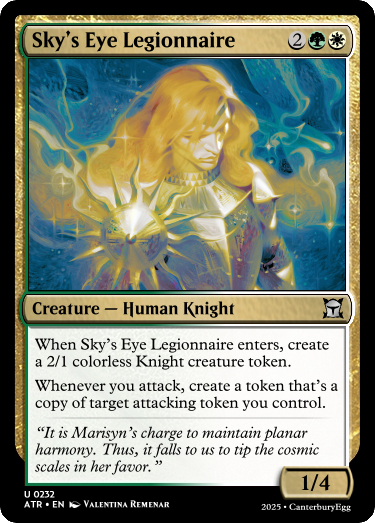 Sky's Eye Legionnaire 2
Creature — Human Knight
When Sky's Eye Legionnaire enters, create
a 2/1 colorless Knight creature token.
Whenever you attack, create a token that's a
copy of target attacking token you control.
"It is Marisyn's charge to maintain planar
harmony. Thus, it falls to us to tip the cosmic
scales in her favor."
1/4
U 0232
ATR • EN Valentina Remenar
2025 • CanterburyEgg